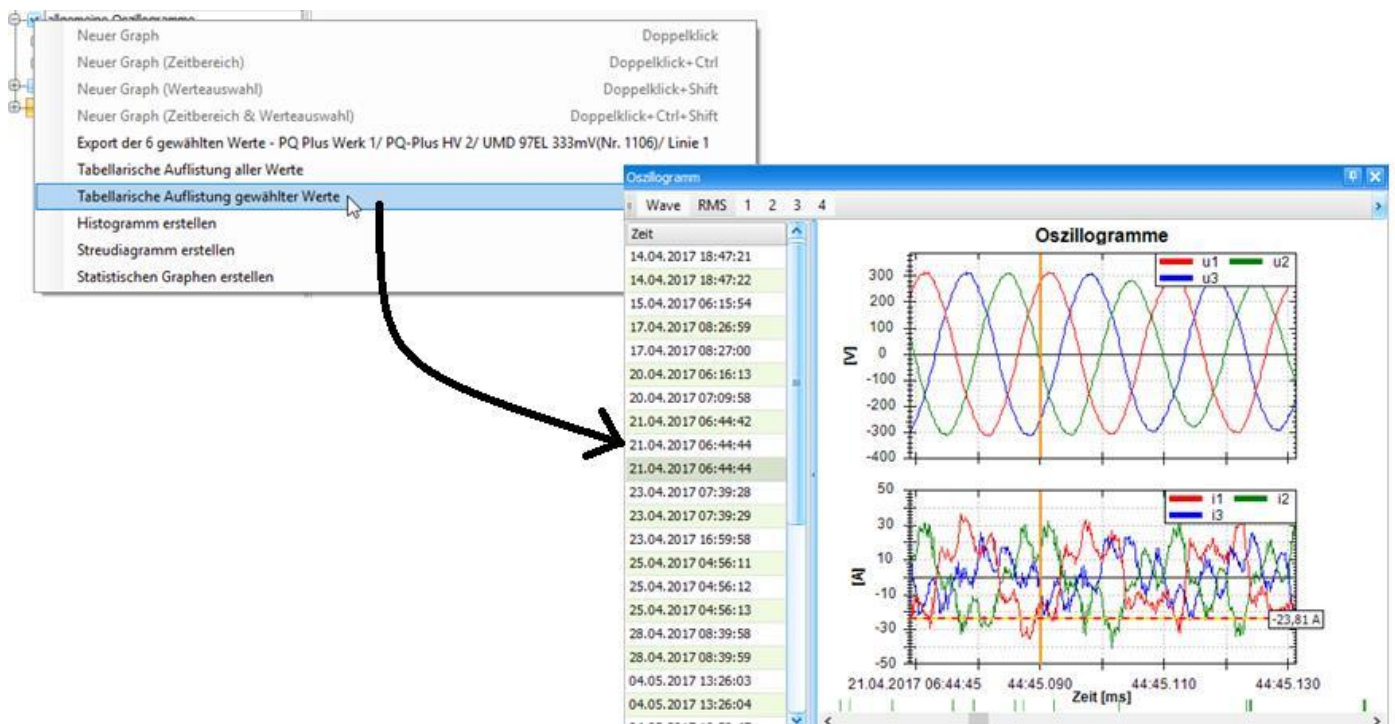 allgemeine Oszillogramme
Neuer Graph Doppelklick
Neuer Graph (Zeitbereich) Doppelklick+Ctrl
Neuer Graph (Werteauswahl) Doppelklick+Shift
Neuer Graph (Zeitbereich & Werteauswahl) Doppelklick+Ctrl+Shift
Export der 6 gewählten Werte - PQ Plus Werk 1/ PQ-Plus HV 2/ UMD 97EL 333mV(Nr. 1106)/ Linie 1
Tabellarische Auflistung aller Werte
Tabellarische Auflistung gewählter Werte
Histogramm erstellen
Streudiagramm erstellen
Statistischen Graphen erstellen
Oszillogramm
Wave RMS 1 2 3 4
Zeit
14.04.2017 18:47:21
14.04.2017 18:47:22
15.04.2017 06:15:54
17.04.2017 08:26:59
17.04.2017 08:27:00
20.04.2017 06:16:13
20.04.2017 07:09:58
21.04.2017 06:44:42
21.04.2017 06:44:44
21.04.2017 06:44:44
23.04.2017 07:39:28
23.04.2017 07:39:29
23.04.2017 16:59:58
25.04.2017 04:56:11
25.04.2017 04:56:12
25.04.2017 04:56:13
28.04.2017 08:39:58
28.04.2017 08:39:59
04.05.2017 13:26:03
04.05.2017 13:26:04
Oszillogramme
u1 u2
u3
300
200
100
0
-100
-200
-300
-400
[V]
i1 i2
i3
50
30
10
-10
-30
-50
[A]
-23,81 A
21.04.2017 06:44:45 44:45.090 44:45.110 44:45.130
Zeit [ms]